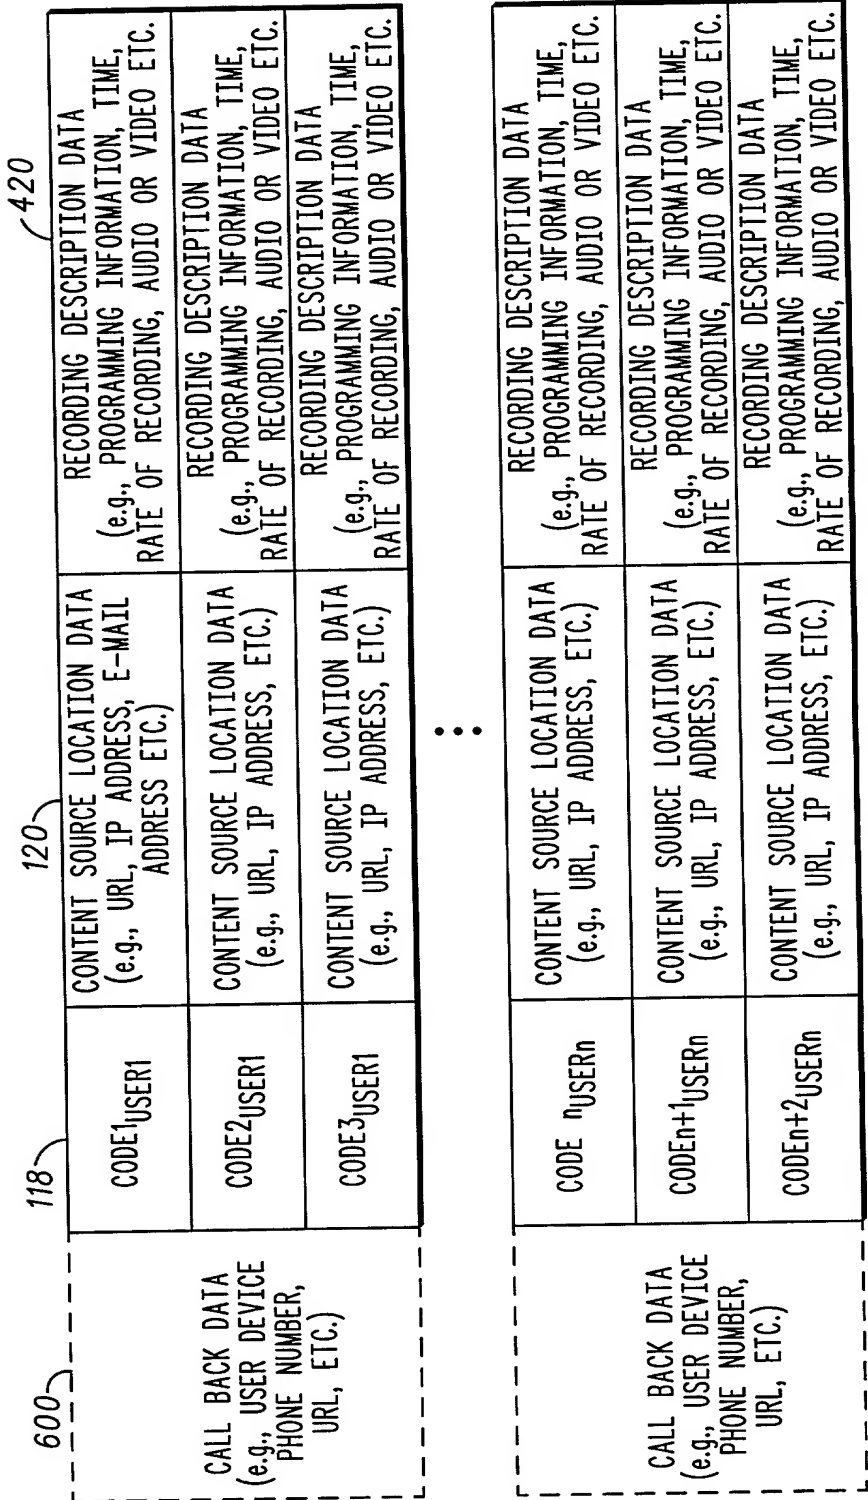 600
118
120
420
CALL BACK DATA
(e.g., USER DEVICE
PHONE NUMBER,
URL, ETC.)
CODE1USER1
CONTENT SOURCE LOCATION DATA
(e.g., URL, IP ADDRESS, E-MAIL
ADDRESS ETC.)
RECORDING DESCRIPTION DATA
(e.g., PROGRAMMING INFORMATION, TIME,
RATE OF RECORDING, AUDIO OR VIDEO ETC.
CODE2USER1
CONTENT SOURCE LOCATION DATA
(e.g., URL, IP ADDRESS, ETC.)
RECORDING DESCRIPTION DATA
(e.g., PROGRAMMING INFORMATION, TIME,
RATE OF RECORDING, AUDIO OR VIDEO ETC.
CODE3USER1
CONTENT SOURCE LOCATION DATA
(e.g., URL, IP ADDRESS, ETC.)
RECORDING DESCRIPTION DATA
(e.g., PROGRAMMING INFORMATION, TIME,
RATE OF RECORDING, AUDIO OR VIDEO ETC.
CALL BACK DATA
(e.g., USER DEVICE
PHONE NUMBER,
URL, ETC.)
CODE nUSERn
CONTENT SOURCE LOCATION DATA
(e.g., URL, IP ADDRESS, ETC.)
RECORDING DESCRIPTION DATA
(e.g., PROGRAMMING INFORMATION, TIME,
RATE OF RECORDING, AUDIO OR VIDEO ETC.
CODEn+1USERn
CONTENT SOURCE LOCATION DATA
(e.g., URL, IP ADDRESS, ETC.)
RECORDING DESCRIPTION DATA
(e.g., PROGRAMMING INFORMATION, TIME,
RATE OF RECORDING, AUDIO OR VIDEO ETC.
CODEn+2USERn
CONTENT SOURCE LOCATION DATA
(e.g., URL, IP ADDRESS, ETC.)
RECORDING DESCRIPTION DATA
(e.g., PROGRAMMING INFORMATION, TIME,
RATE OF RECORDING, AUDIO OR VIDEO ETC.